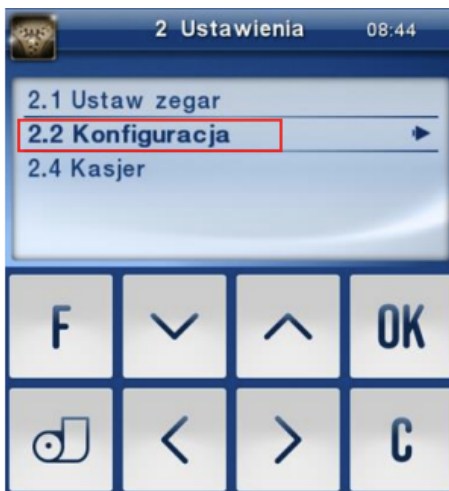 2 Ustawienia 08:44
2.1 Ustaw zegar
2.2 Konfiguracja
2.4 Kasjer
F OK
C